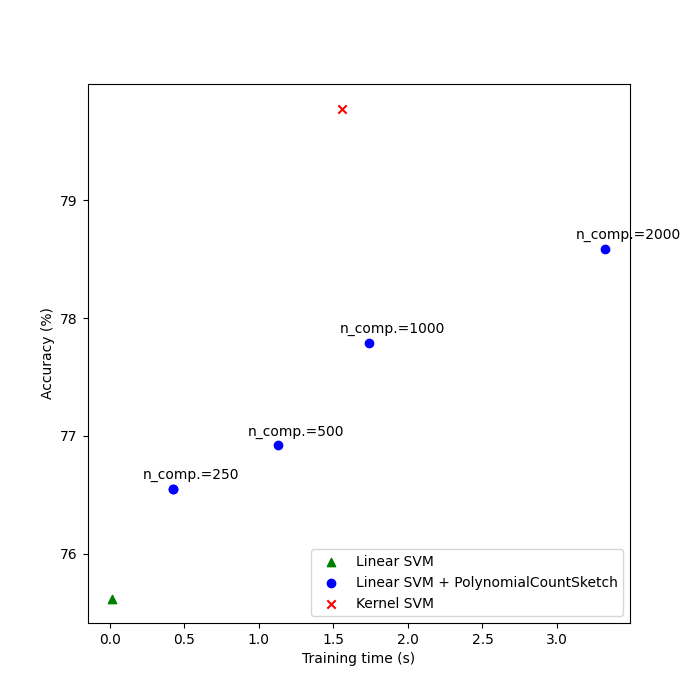 79
78
77
76
Accuracy (%)
n_comp.=2000
n_comp.=1000
n_comp.=500
n_comp.=250
Linear SVM
Linear SVM + PolynomialCountSketch
Kernel SVM
0.0 0.5 1.0 1.5 2.0 2.5 3.0
Training time (s)